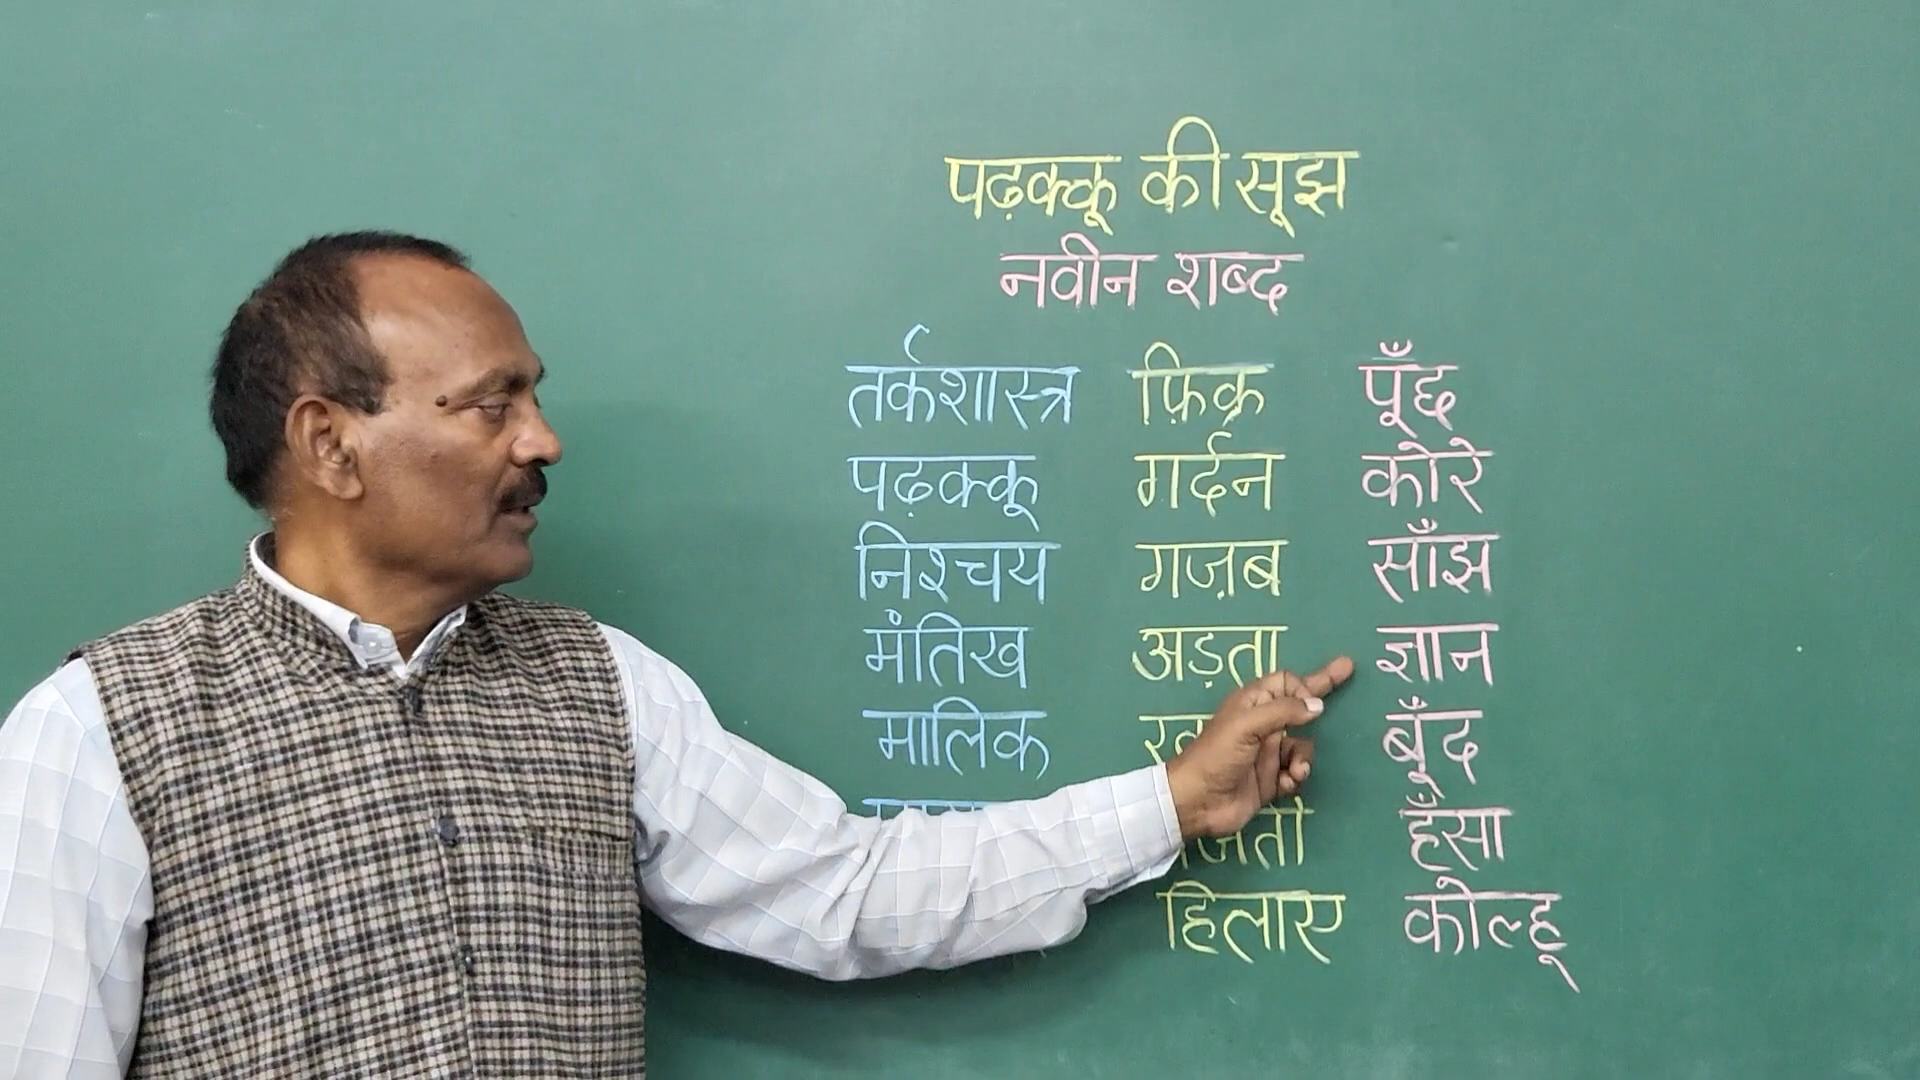 पढ़क्कू की सूझ
नवीन शब्द
तर्कशास्त्र फ़िक्र पूँछ
पढ़क्कू गर्दन कोरे
निश्चय गज़ब साँझ
मंतिख अड़ता ज्ञान
मालिक बूँद
हँसा
हिलाए कोल्हू